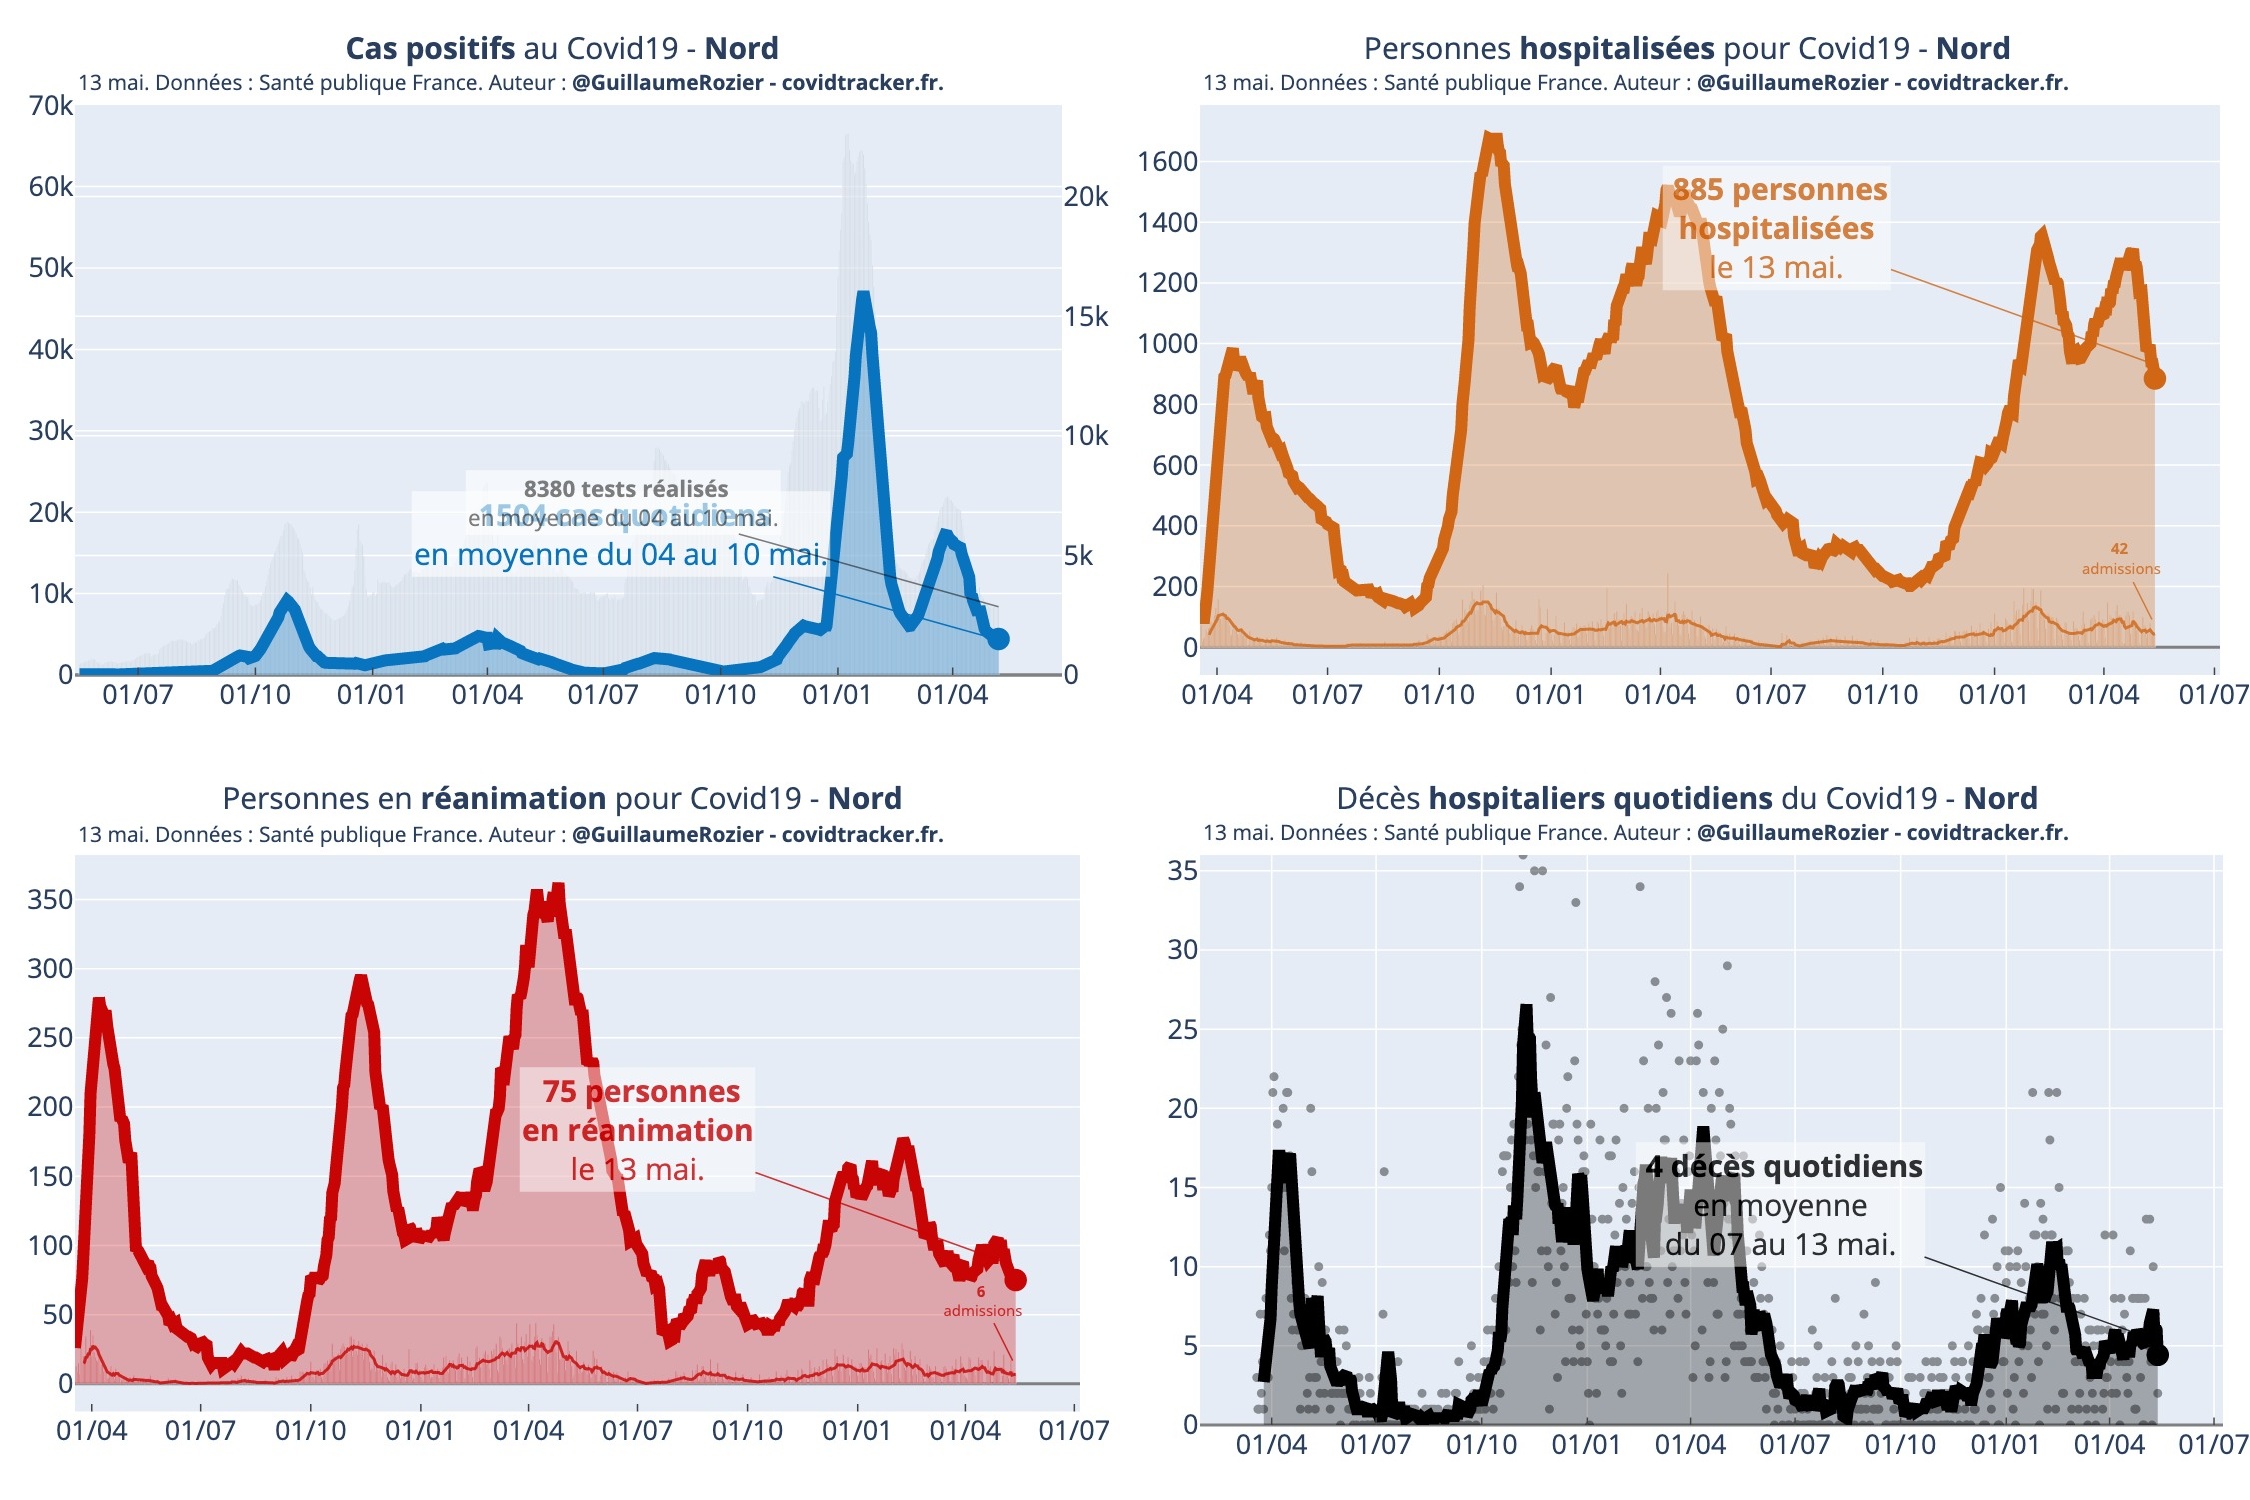 Cas positifs au Covid19 - Nord
13 mai. Données : Santé publique France. Auteur : @GuillaumeRozier - covidtracker.fr.
70k
60k
50k
40k
30k
20k
10k
0
20k
15k
10k
5k
0
8380 tests réalisés
en moyenne du 04 au 10 mai.
1504 cas quotidiens
en moyenne du 04 au 10 mai.
01/07 01/10 01/01 01/04 01/07 01/10 01/01 01/04
Personnes hospitalisées pour Covid19 - Nord
13 mai. Données : Santé publique France. Auteur : @GuillaumeRozier - covidtracker.fr.
1600
1400
1200
1000
800
600
400
200
0
885 personnes
hospitalisées
le 13 mai.
42
admissions
01/04 01/07 01/10 01/01 01/04 01/07 01/10 01/01 01/04 01/07
Personnes en réanimation pour Covid19 - Nord
13 mai. Données : Santé publique France. Auteur : @GuillaumeRozier - covidtracker.fr.
350
300
250
200
150
100
50
0
75 personnes
en réanimation
le 13 mai.
6
admissions
01/04 01/07 01/10 01/01 01/04 01/07 01/10 01/01 01/04 01/07
Décès hospitaliers quotidiens du Covid19 - Nord
13 mai. Données : Santé publique France. Auteur : @GuillaumeRozier - covidtracker.fr.
35
30
25
20
15
10
5
0
4 décès quotidiens
en moyenne
du 07 au 13 mai.
01/04 01/07 01/10 01/01 01/04 01/07 01/10 01/01 01/04 01/07